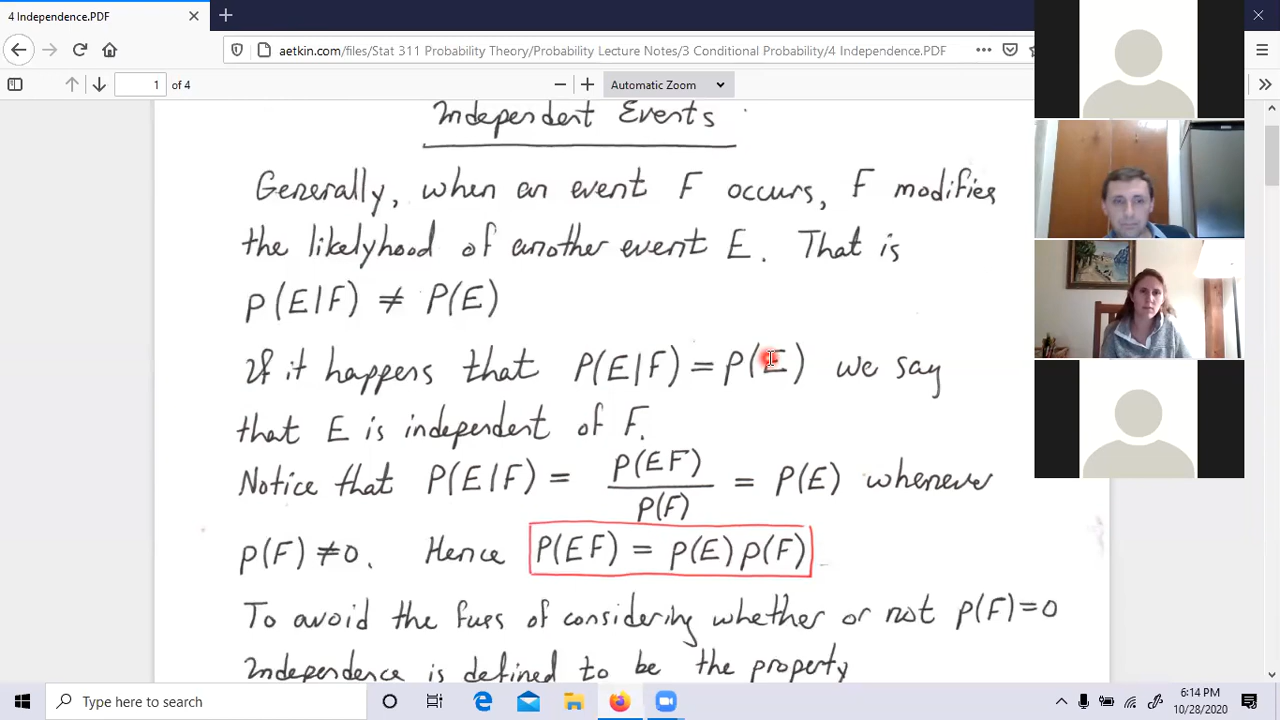 4 Independence.PDF
aetkin.com/files/Stat 311 Probability Theory/Probability Lecture Notes/3 Conditional Probability/4 Independence.PDF
1 of 4
Automatic Zoom
Independent Events
Generally, when an event F occurs, F modifies
the likelyhood of another event E. That is
P(E|F) ≠ P(E)
If it happens that P(E|F) = P(E) we say
that E is independent of F.
Notice that P(E|F) = P(EF)/P(F) = P(E) whenever
P(F) ≠ 0. Hence P(EF) = P(E)P(F)
To avoid the fues of considering whether or not P(F)=0
Independence is defined to be the property
Type here to search
6:14 PM
10/28/2020